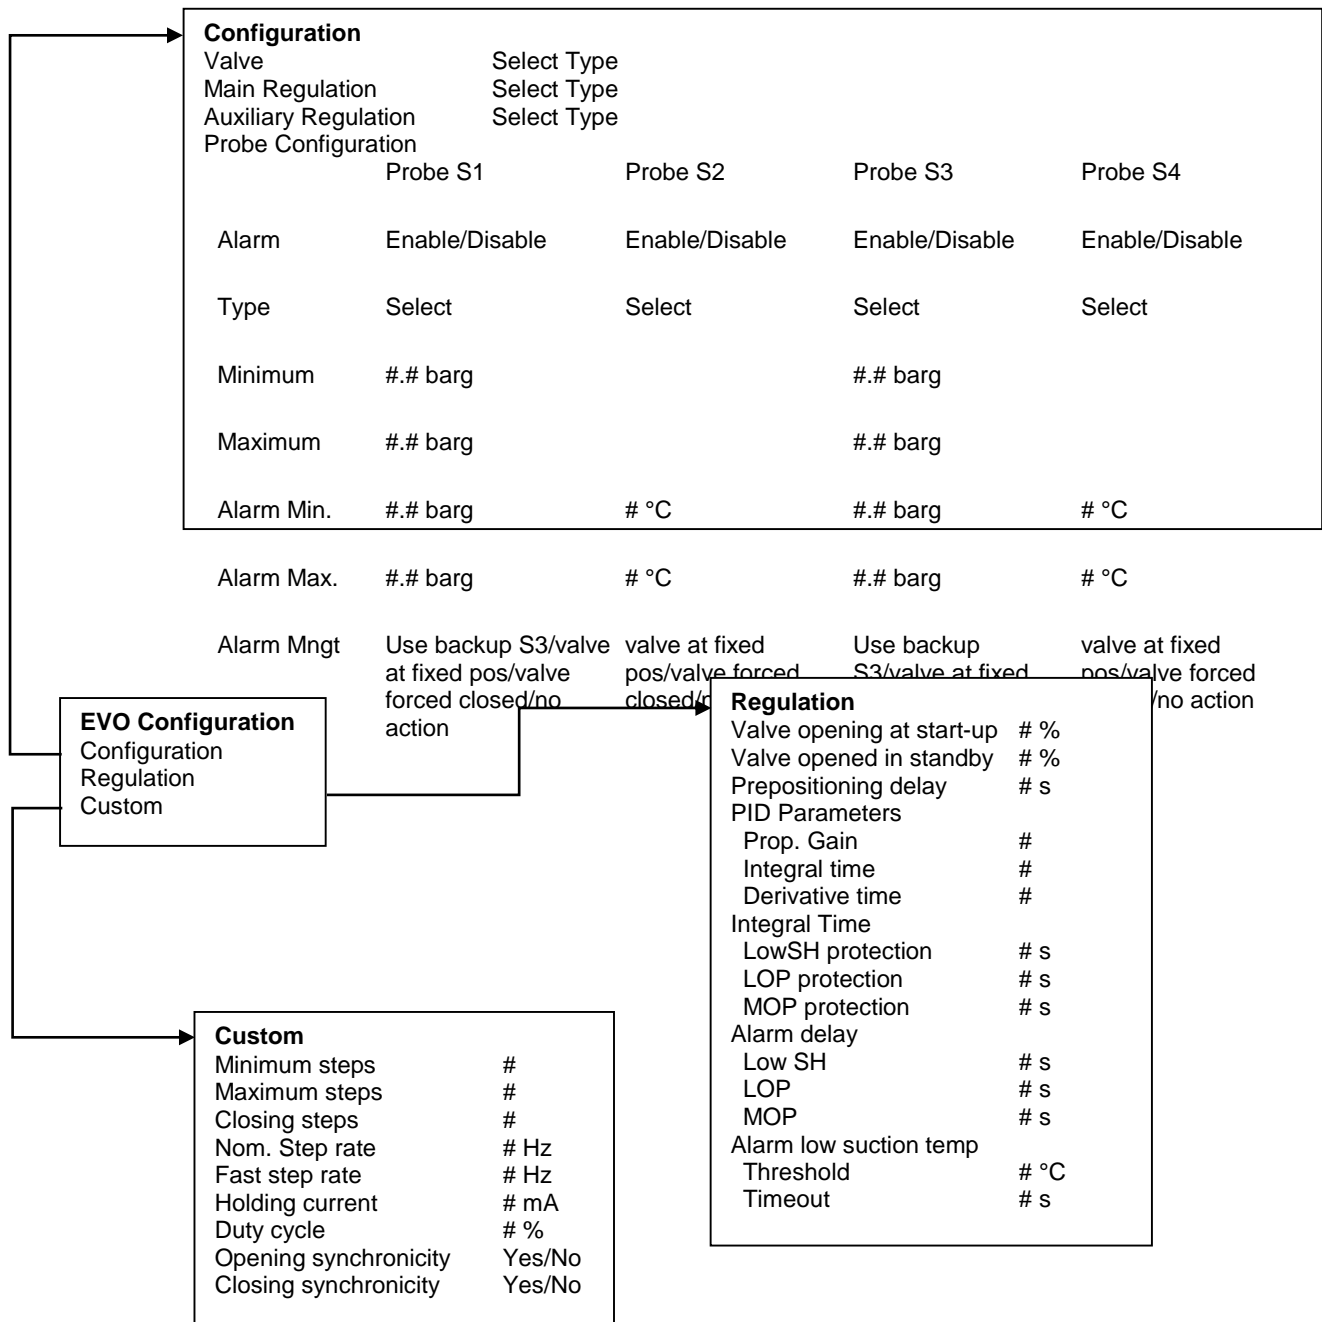 Configuration
Valve Select Type
Main Regulation Select Type
Auxiliary Regulation Select Type
Probe Configuration
Probe S1 Probe S2 Probe S3 Probe S4
Alarm Enable/Disable Enable/Disable Enable/Disable Enable/Disable
Type Select Select Select Select
Minimum #.# barg #.# barg
Maximum #.# barg #.# barg
Alarm Min. #.# barg # °C #.# barg # °C
Alarm Max. #.# barg # °C #.# barg # °C
Alarm Mngt Use backup S3/valve valve at fixed Use backup valve at fixed
at fixed pos/valve pos/valve forced S3/valve at fixed pos/valve forced
forced closed/no /no action
action
EVO Configuration
Configuration
Regulation
Custom
Regulation
Valve opening at start-up # %
Valve opened in standby # %
Prepositioning delay # s
PID Parameters
Prop. Gain #
Integral time #
Derivative time #
Integral Time
LowSH protection # s
LOP protection # s
MOP protection # s
Alarm delay
Low SH # s
LOP # s
MOP # s
Alarm low suction temp
Threshold # °C
Timeout # s
Custom
Minimum steps #
Maximum steps #
Closing steps #
Nom. Step rate # Hz
Fast step rate # Hz
Holding current # mA
Duty cycle # %
Opening synchronicity Yes/No
Closing synchronicity Yes/No